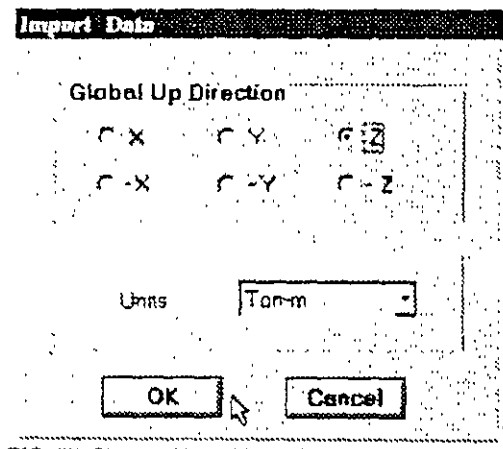 Import Data
Global Up Direction
X Y Z
-X -Y -Z
Units Ton-m
OK Cancel